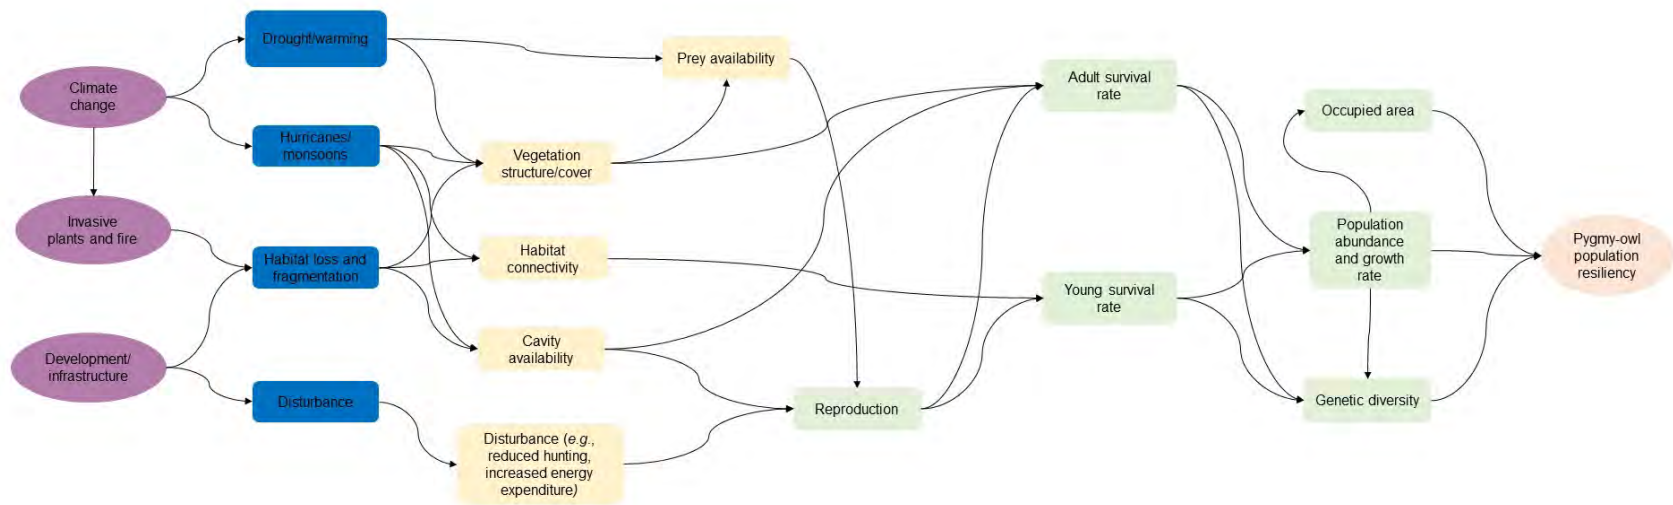 Climate
change
Invasive
plants and fire
Development/
infrastructure
Drought/warming
Hurricanes/
monsoons
Habitat loss and
fragmentation
Disturbance
Prey availability
Vegetation
structure/cover
Habitat
connectivity
Cavity
availability
Disturbance (e.g.,
reduced hunting,
increased energy
expenditure)
Reproduction
Adult survival
rate
Young survival
rate
Occupied area
Population
abundance
and growth
rate
Genetic diversity
Pygmy-owl
population
resiliency